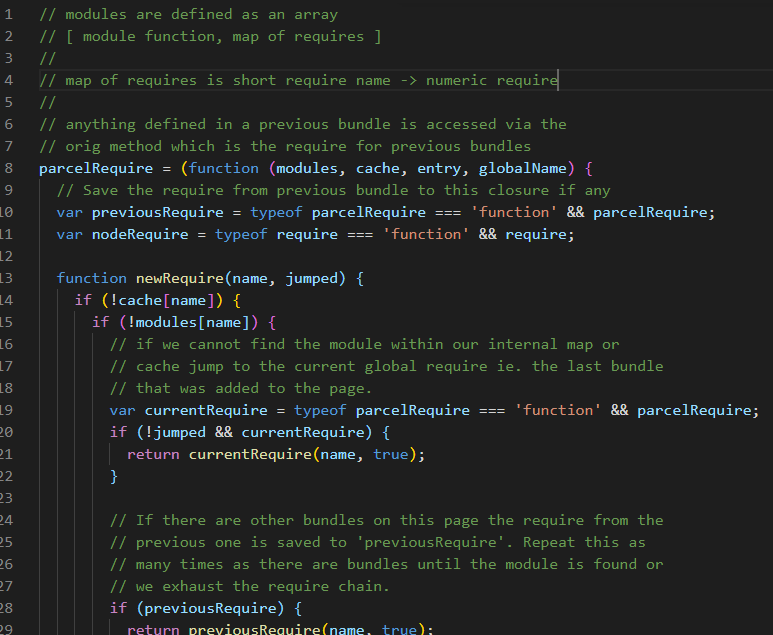 1 // modules are defined as an array
2 // [ module function, map of requires ]
3 //
4 // map of requires is short require name -> numeric require
5 //
6 // anything defined in a previous bundle is accessed via the
7 // orig method which is the require for previous bundles
8 parcelRequire = (function (modules, cache, entry, globalName) {
9 // Save the require from previous bundle to this closure if any
10 var previousRequire = typeof parcelRequire === 'function' && parcelRequire;
11 var nodeRequire = typeof require === 'function' && require;
12
13 function newRequire(name, jumped) {
14 if (!cache[name]) {
15 if (!modules[name]) {
16 // if we cannot find the module within our internal map or
17 // cache jump to the current global require ie. the last bundle
18 // that was added to the page.
19 var currentRequire = typeof parcelRequire === 'function' && parcelRequire;
20 if (!jumped && currentRequire) {
21 return currentRequire(name, true);
22 }
23
24 // If there are other bundles on this page the require from the
25 // previous one is saved to 'previousRequire'. Repeat this as
26 // many times as there are bundles until the module is found or
27 // we exhaust the require chain.
28 if (previousRequire) {
29 return previousRequire(name, true);